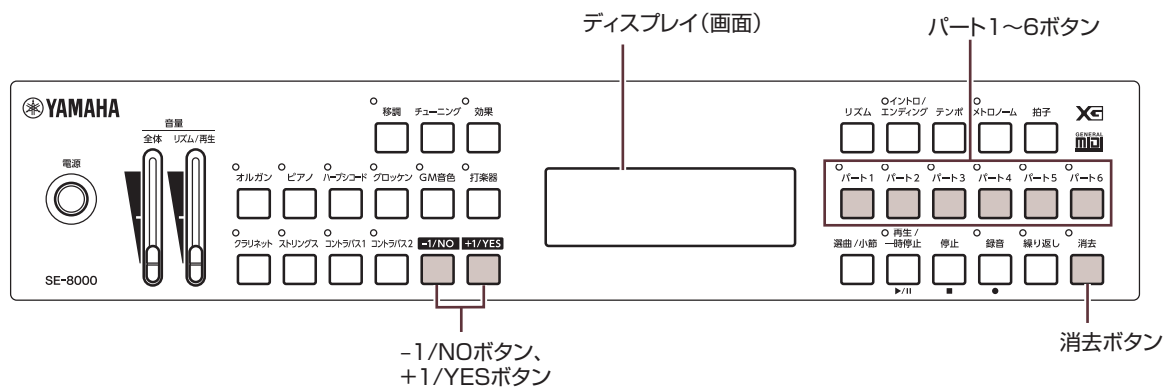 ディスプレイ（画面）
パート1～6ボタン
YAMAHA
音量
全体 リズム/再生
電源
SE-8000
移調 チューニング 効果
オルガン ピアノ ハープシコード グロッケン GM音色 打楽器
クラリネット ストリングス コントラバス1 コントラバス2 -1/NO +1/YES
リズム イントロ/エンディング テンポ メトロノーム 拍子
XG
GENERAL
MIDI
パート1 パート2 パート3 パート4 パート5 パート6
選曲/小節 再生/一時停止 停止 録音 繰り返し 消去
–1/NOボタン、
+1/YESボタン
消去ボタン